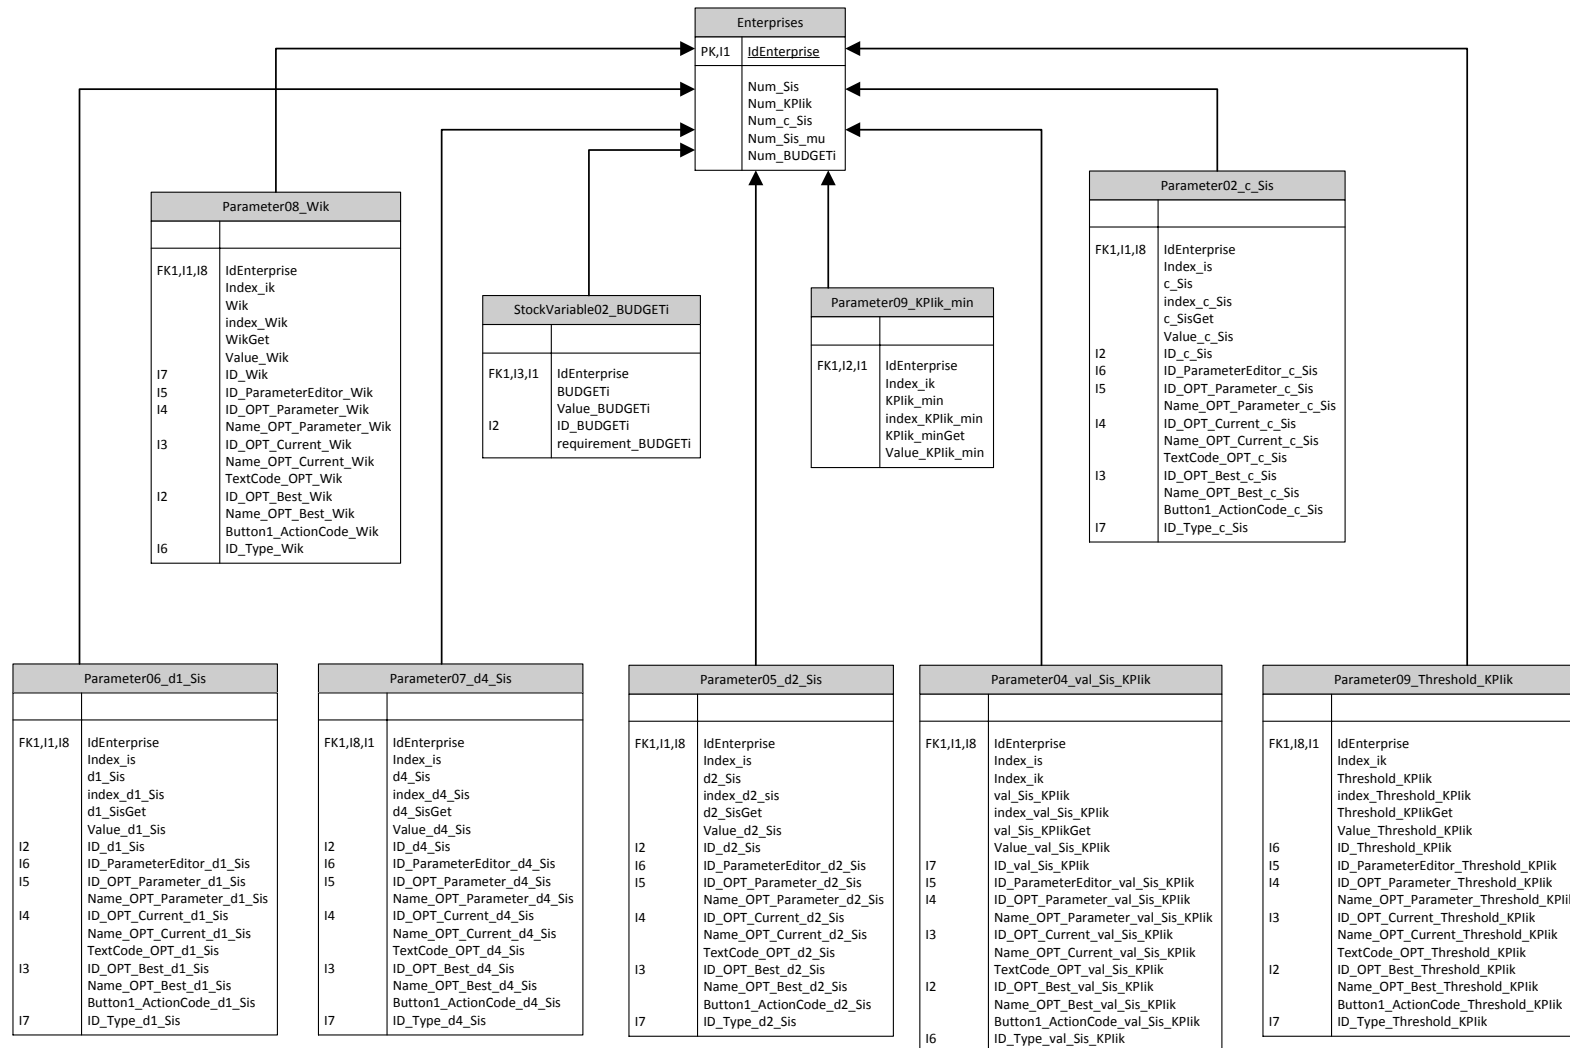 Enterprises
PK,I1 IdEnterprise
Num_Sis
Num_KPIik
Num_c_Sis
Num_Sis_mu
Num_BUDGETi
Parameter08_Wik
FK1,I1,I8 IdEnterprise
Index_ik
Wik
index_Wik
WikGet
Value_Wik
I7 ID_Wik
I5 ID_ParameterEditor_Wik
I4 ID_OPT_Parameter_Wik
Name_OPT_Parameter_Wik
I3 ID_OPT_Current_Wik
Name_OPT_Current_Wik
TextCode_OPT_Wik
I2 ID_OPT_Best_Wik
Name_OPT_Best_Wik
Button1_ActionCode_Wik
I6 ID_Type_Wik
StockVariable02_BUDGETi
FK1,I3,I1 IdEnterprise
BUDGETi
Value_BUDGETi
I2 ID_BUDGETi
requirement_BUDGETi
Parameter09_KPIik_min
FK1,I2,I1 IdEnterprise
Index_ik
KPIik_min
index_KPIik_min
KPIik_minGet
Value_KPIik_min
Parameter02_c_Sis
FK1,I1,I8 IdEnterprise
Index_is
c_Sis
index_c_Sis
c_SisGet
Value_c_Sis
I2 ID_c_Sis
I6 ID_ParameterEditor_c_Sis
I5 ID_OPT_Parameter_c_Sis
Name_OPT_Parameter_c_Sis
I4 ID_OPT_Current_c_Sis
Name_OPT_Current_c_Sis
TextCode_OPT_c_Sis
I3 ID_OPT_Best_c_Sis
Name_OPT_Best_c_Sis
Button1_ActionCode_c_Sis
I7 ID_Type_c_Sis
Parameter06_d1_Sis
FK1,I1,I8 IdEnterprise
Index_is
d1_Sis
index_d1_Sis
d1_SisGet
Value_d1_Sis
I2 ID_d1_Sis
I6 ID_ParameterEditor_d1_Sis
I5 ID_OPT_Parameter_d1_Sis
Name_OPT_Parameter_d1_Sis
I4 ID_OPT_Current_d1_Sis
Name_OPT_Current_d1_Sis
TextCode_OPT_d1_Sis
I3 ID_OPT_Best_d1_Sis
Name_OPT_Best_d1_Sis
Button1_ActionCode_d1_Sis
I7 ID_Type_d1_Sis
Parameter07_d4_Sis
FK1,I8,I1 IdEnterprise
Index_is
d4_Sis
index_d4_Sis
d4_SisGet
Value_d4_Sis
I2 ID_d4_Sis
I6 ID_ParameterEditor_d4_Sis
I5 ID_OPT_Parameter_d4_Sis
Name_OPT_Parameter_d4_Sis
I4 ID_OPT_Current_d4_Sis
Name_OPT_Current_d4_Sis
TextCode_OPT_d4_Sis
I3 ID_OPT_Best_d4_Sis
Name_OPT_Best_d4_Sis
Button1_ActionCode_d4_Sis
I7 ID_Type_d4_Sis
Parameter05_d2_Sis
FK1,I1,I8 IdEnterprise
Index_is
d2_Sis
index_d2_sis
d2_SisGet
Value_d2_Sis
I2 ID_d2_Sis
I6 ID_ParameterEditor_d2_Sis
I5 ID_OPT_Parameter_d2_Sis
Name_OPT_Parameter_d2_Sis
I4 ID_OPT_Current_d2_Sis
Name_OPT_Current_d2_Sis
TextCode_OPT_d2_Sis
I3 ID_OPT_Best_d2_Sis
Name_OPT_Best_d2_Sis
Button1_ActionCode_d2_Sis
I7 ID_Type_d2_Sis
Parameter04_val_Sis_KPIik
FK1,I1,I8 IdEnterprise
Index_is
Index_ik
val_Sis_KPIik
index_val_Sis_KPIik
val_Sis_KPIikGet
Value_val_Sis_KPIik
I7 ID_val_Sis_KPIik
I5 ID_ParameterEditor_val_Sis_KPIik
I4 ID_OPT_Parameter_val_Sis_KPIik
Name_OPT_Parameter_val_Sis_KPIik
I3 ID_OPT_Current_val_Sis_KPIik
Name_OPT_Current_val_Sis_KPIik
TextCode_OPT_val_Sis_KPIik
I2 ID_OPT_Best_val_Sis_KPIik
Name_OPT_Best_val_Sis_KPIik
Button1_ActionCode_val_Sis_KPIik
I6 ID_Type_val_Sis_KPIik
Parameter09_Threshold_KPIik
FK1,I8,I1 IdEnterprise
Index_ik
Threshold_KPIik
index_Threshold_KPIik
Threshold_KPIikGet
Value_Threshold_KPIik
I6 ID_Threshold_KPIik
I5 ID_ParameterEditor_Threshold_KPIik
I4 ID_OPT_Parameter_Threshold_KPIik
Name_OPT_Parameter_Threshold_KPIik
I3 ID_OPT_Current_Threshold_KPIik
Name_OPT_Current_Threshold_KPIik
TextCode_OPT_Threshold_KPIik
I2 ID_OPT_Best_Threshold_KPIik
Name_OPT_Best_Threshold_KPIik
Button1_ActionCode_Threshold_KPIik
I7 ID_Type_Threshold_KPIik